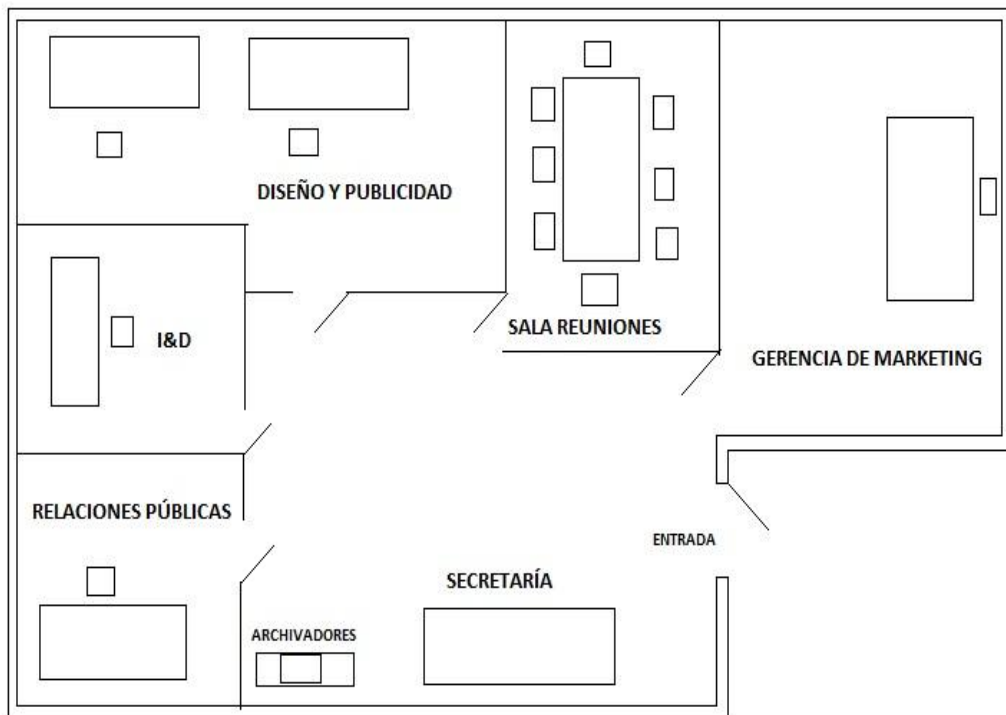 DISEÑO Y PUBLICIDAD
SALA REUNIONES
GERENCIA DE MARKETING
I&D
RELACIONES PÚBLICAS
ENTRADA
SECRETARÍA
ARCHIVADORES